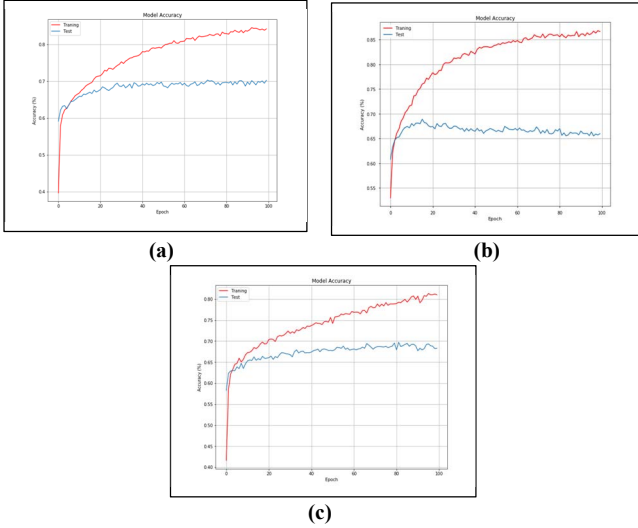 Model Accuracy
Traning
Test
Accuracy (%)
0.8
0.7
0.6
0.5
0.4
0 20 40 60 80 100
Epoch
(a)
Model Accuracy
Traning
Test
Accuracy (%)
0.85
0.80
0.75
0.70
0.65
0.60
0.55
0 20 40 60 80 100
Epoch
(b)
Model Accuracy
Traning
Test
Accuracy (%)
0.80
0.75
0.70
0.65
0.60
0.55
0.50
0.45
0.40
0 20 40 60 80 100
Epoch
(c)